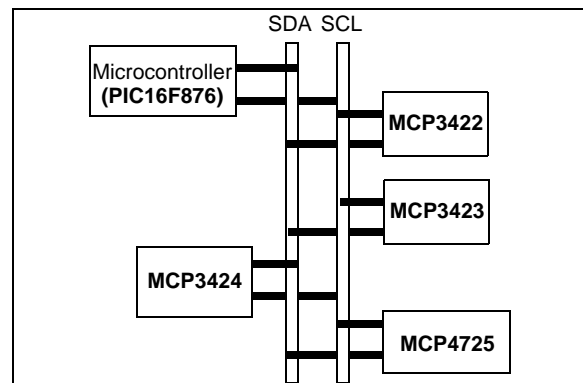 SDA SCL
Microcontroller
(PIC16F876)
MCP3422
MCP3423
MCP3424
MCP4725